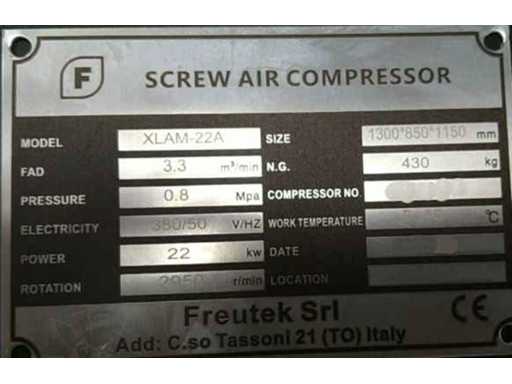 F
SCREW AIR COMPRESSOR
MODEL XLAM-22A SIZE 1300*850*1150 mm
FAD 3.3 m³/min N.G. 430 kg
PRESSURE 0.8 Mpa COMPRESSOR NO.
ELECTRICITY 380/50 V/HZ WORK TEMPERATURE °C
POWER 22 kw DATE
ROTATION 2950 r/min LOCATION
Freutek Srl CE
Add: C.so Tassoni 21 (TO) Italy